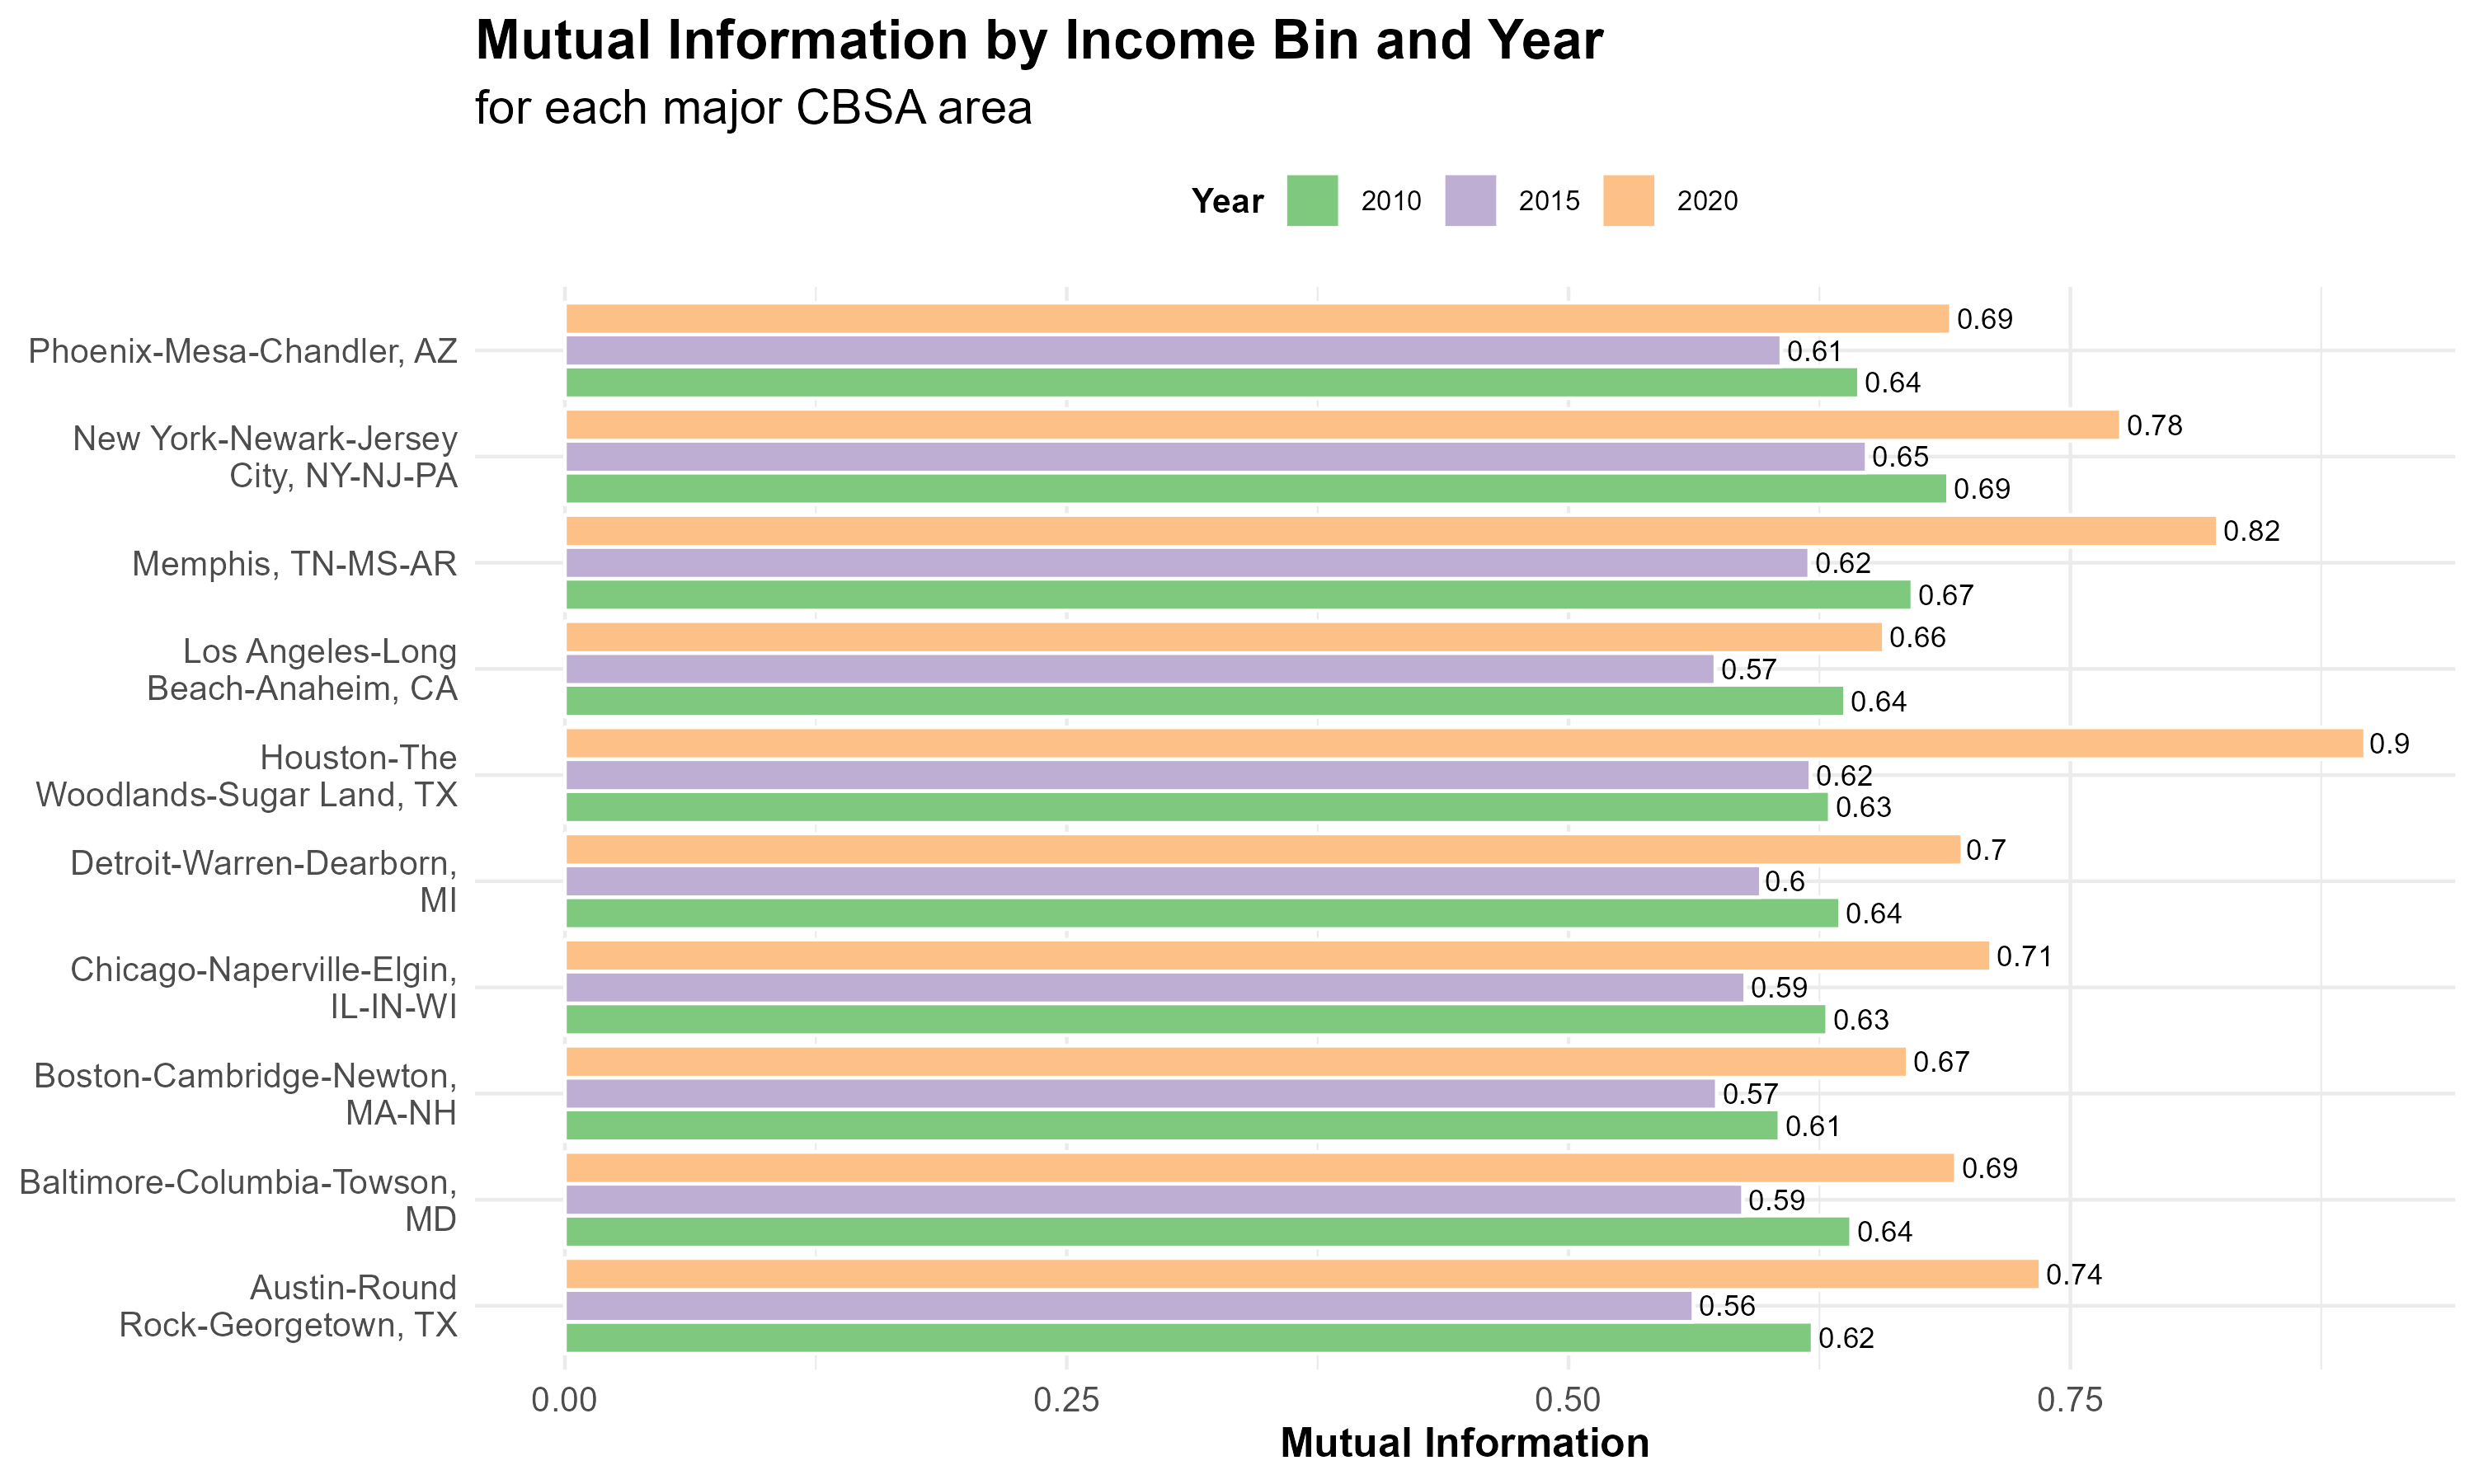 Mutual Information by Income Bin and Year
for each major CBSA area
Year 2010 2015 2020
Phoenix-Mesa-Chandler, AZ
0.69
0.61
0.64
New York-Newark-Jersey
City, NY-NJ-PA
0.78
0.65
0.69
Memphis, TN-MS-AR
0.82
0.62
0.67
Los Angeles-Long
Beach-Anaheim, CA
0.66
0.57
0.64
Houston-The
Woodlands-Sugar Land, TX
0.9
0.62
0.63
Detroit-Warren-Dearborn,
MI
0.7
0.6
0.64
Chicago-Naperville-Elgin,
IL-IN-WI
0.71
0.59
0.63
Boston-Cambridge-Newton,
MA-NH
0.67
0.57
0.61
Baltimore-Columbia-Towson,
MD
0.69
0.59
0.64
Austin-Round
Rock-Georgetown, TX
0.74
0.56
0.62
0.00 0.25 0.50 0.75
Mutual Information